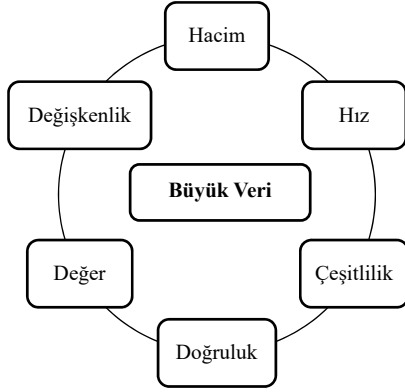 Hacim
Değişkenlik
Hız
Büyük Veri
Değer
Çeşitlilik
Doğruluk